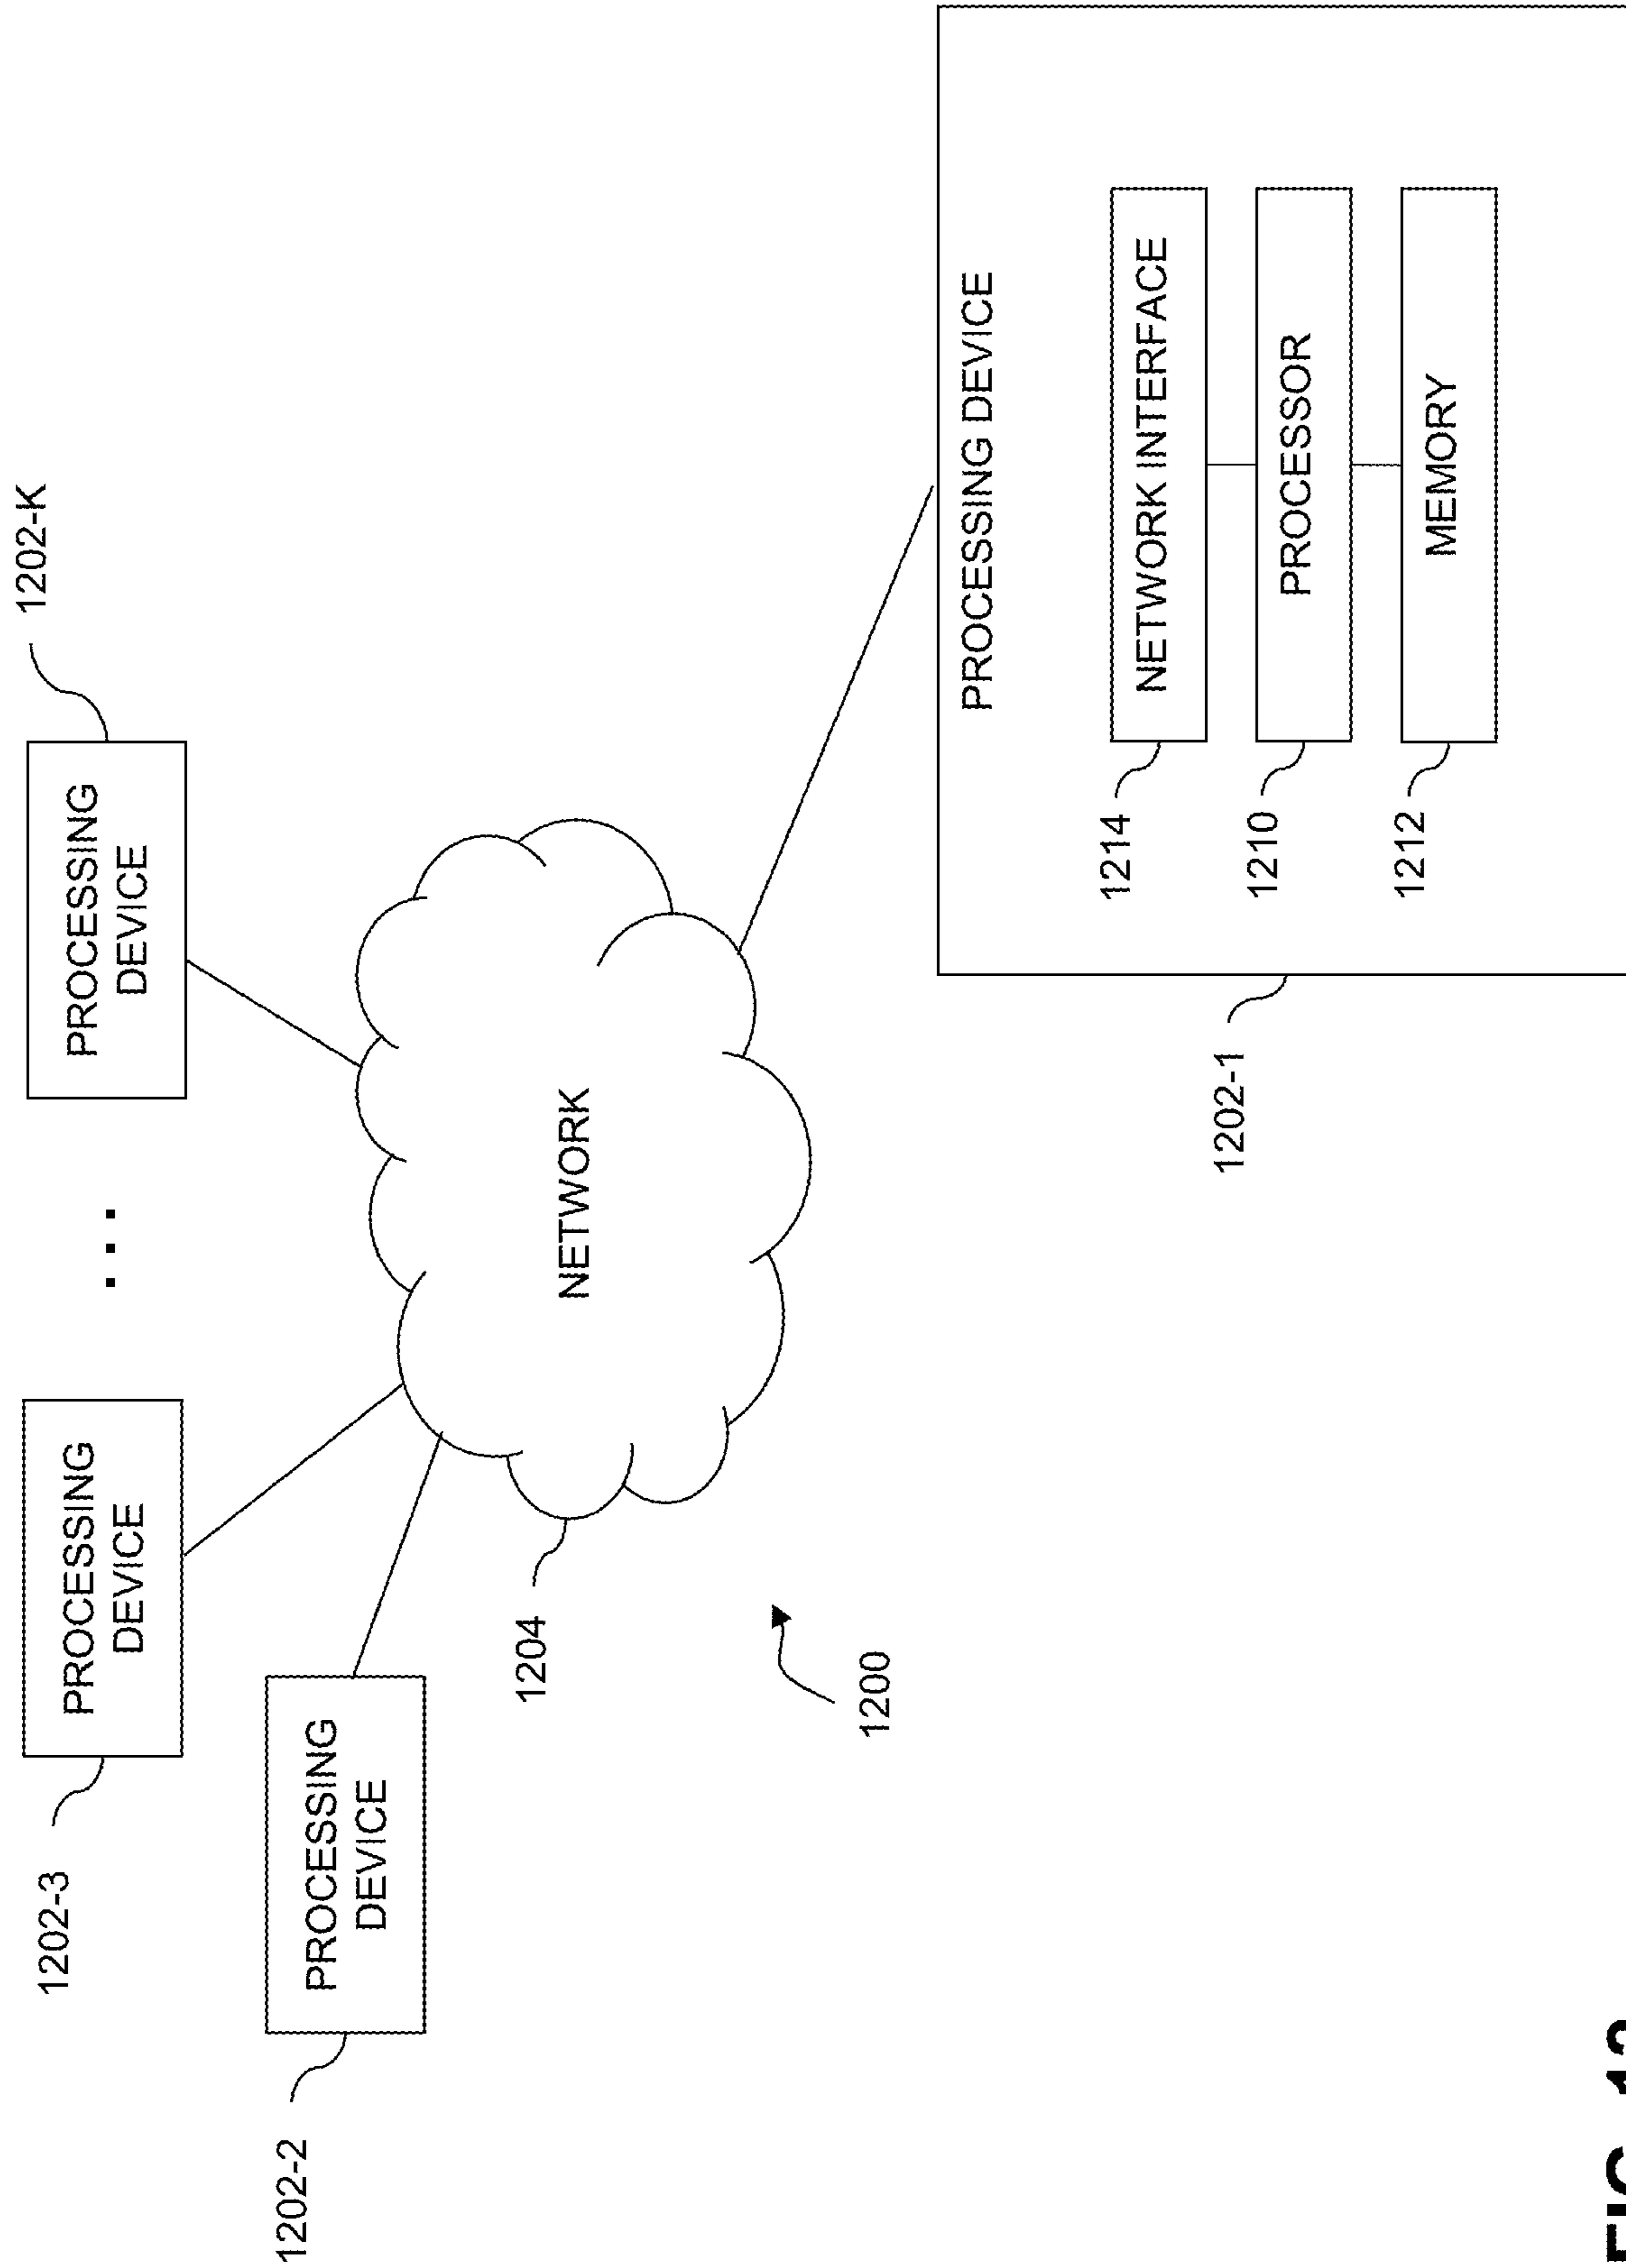 1202-K
1202-3
PROCESSING
DEVICE
...
PROCESSING
DEVICE
1202-2
PROCESSING
DEVICE
1204
NETWORK
1200
PROCESSING DEVICE
1214
NETWORK INTERFACE
1202-1
1210
PROCESSOR
1212
MEMORY
FIG